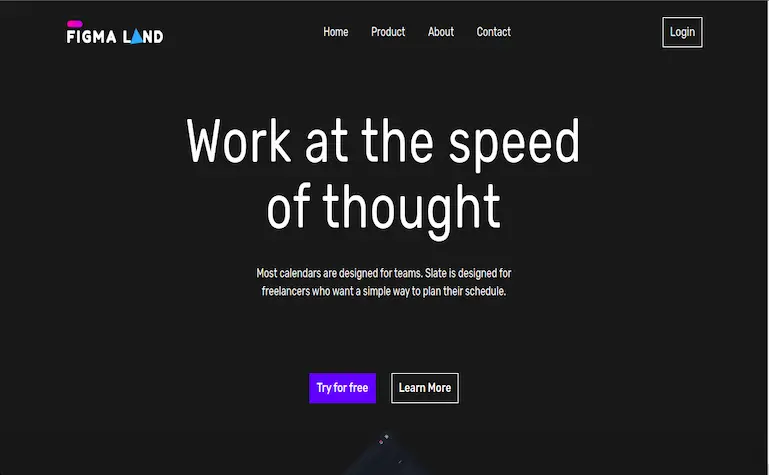 FIGMA LAND
Home Product About Contact
Login
Work at the speed
of thought
Most calendars are designed for teams. Slate is designed for
freelancers who want a simple way to plan their schedule.
Try for free
Learn More